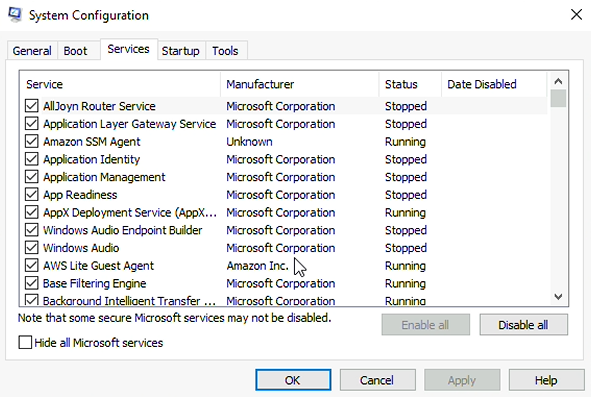 System Configuration
General Boot Services Startup Tools
Service Manufacturer Status Date Disabled
AllJoyn Router Service Microsoft Corporation Stopped
Application Layer Gateway Service Microsoft Corporation Stopped
Amazon SSM Agent Unknown Running
Application Identity Microsoft Corporation Stopped
Application Management Microsoft Corporation Stopped
App Readiness Microsoft Corporation Stopped
AppX Deployment Service (AppX... Microsoft Corporation Running
Windows Audio Endpoint Builder Microsoft Corporation Stopped
Windows Audio Microsoft Corporation Stopped
AWS Lite Guest Agent Amazon Inc. Running
Base Filtering Engine Microsoft Corporation Running
Background Intelligent Transfer ... Microsoft Corporation Running
Note that some secure Microsoft services may not be disabled.
Enable all Disable all
Hide all Microsoft services
OK Cancel Apply Help